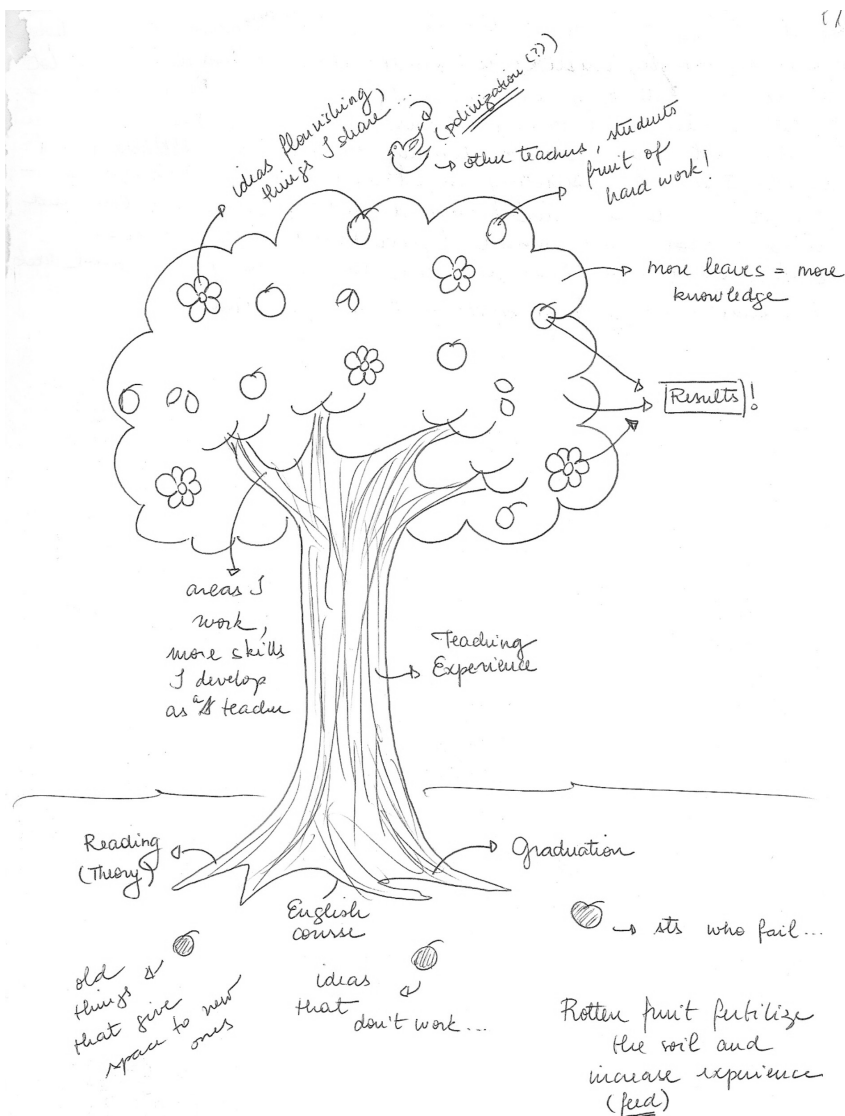 ideas flourishing,
things I share...
(polinization (?))
other teachers, students
fruit of
hard work!
more leaves = more
knowledge
Results!
areas I
work,
more skills
I develop
as a teacher
Teaching
Experience
Reading
(Theory)
Graduation
English
course
sts who fail...
old
things
that give
space to new
ones
ideas
that
don't work...
Rotten fruit fertilize
the soil and
increase experience
(feed)